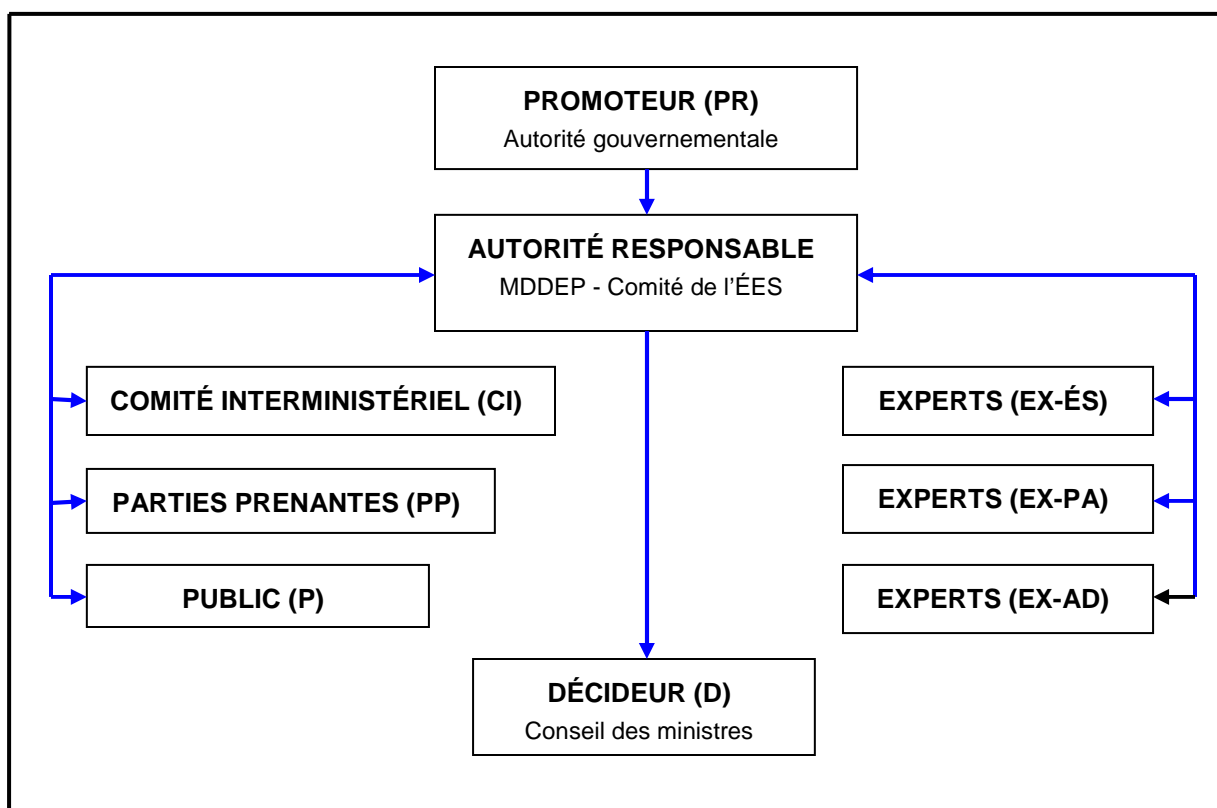 PROMOTEUR (PR)
Autorité gouvernementale
AUTORITÉ RESPONSABLE
MDDEP - Comité de l'ÉES
COMITÉ INTERMINISTÉRIEL (CI)
EXPERTS (EX-ÉS)
PARTIES PRENANTES (PP)
EXPERTS (EX-PA)
PUBLIC (P)
EXPERTS (EX-AD)
DÉCIDEUR (D)
Conseil des ministres